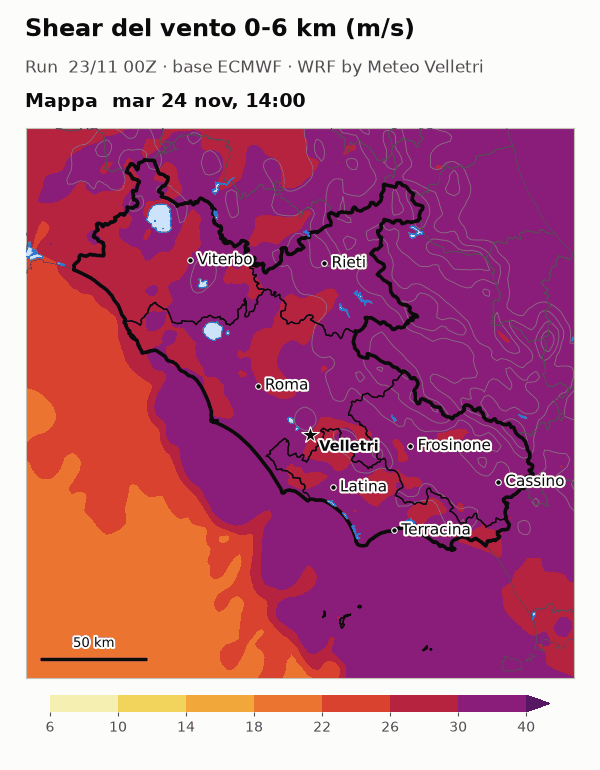 Shear del vento 0-6 km (m/s)
Run  23/11 00Z · base ECMWF · WRF by Meteo Velletri
Mappa  mar 24 nov, 14:00
Viterbo
Rieti
Roma
Velletri
Frosinone
Cassino
Latina
Terracina
50 km
6 10 14 18 22 26 30 40